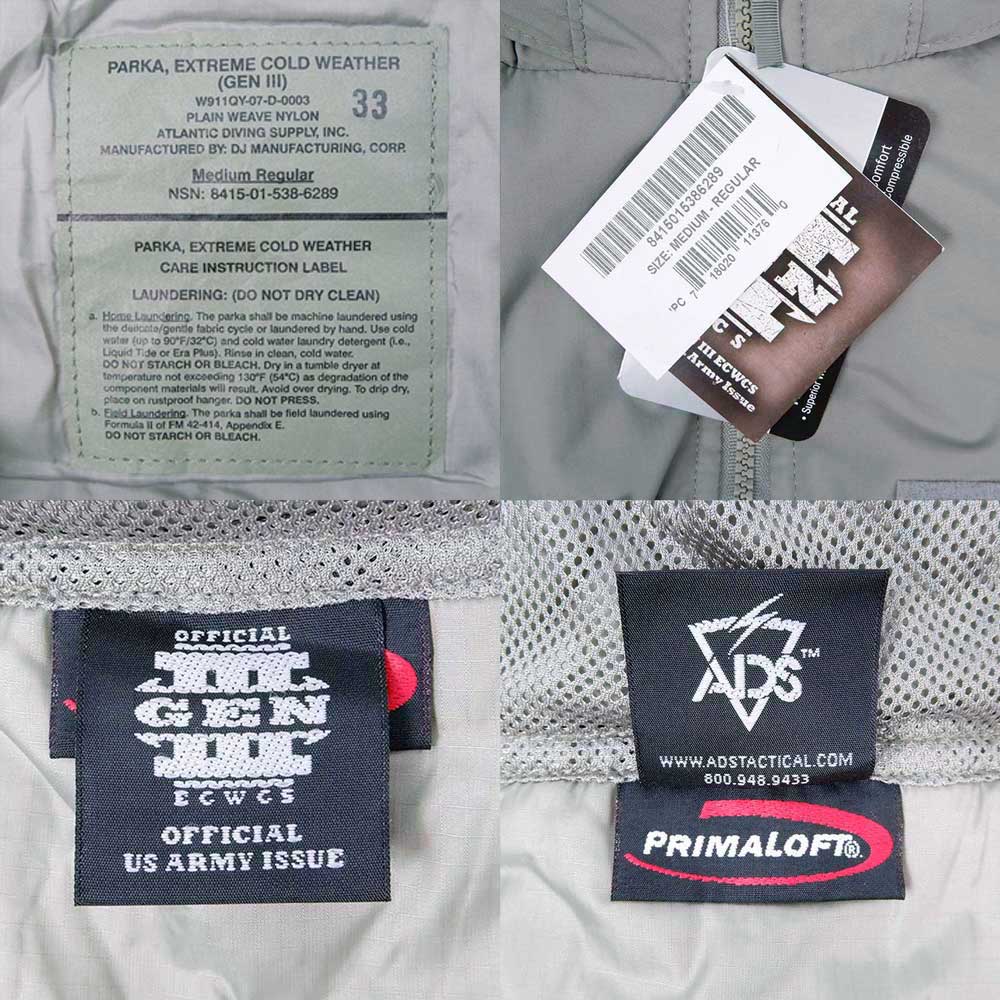 PARKA, EXTREME COLD WEATHER
(GEN III)
W911QY-07-D-0003
33
PLAIN WEAVE NYLON
ATLANTIC DIVING SUPPLY, INC.
MANUFACTURED BY: DJ MANUFACTURING, CORP.
Medium Regular
NSN: 8415-01-538-6289
PARKA, EXTREME COLD WEATHER
CARE INSTRUCTION LABEL
LAUNDERING: (DO NOT DRY CLEAN)
a. Home Laundering. The parka shall be machine laundered using
the delicate/gentle fabric cycle or laundered by hand. Use cold
water (up to 90°F/32°C) and cold water laundry detergent (i.e.,
Liquid Tide or Era Plus). Rinse in clean, cold water.
DO NOT STARCH OR BLEACH. Dry in a tumble dryer at
temperature not exceeding 130°F (54°C) as degradation of the
component materials will result. Avoid over drying. To drip dry,
place on rustproof hanger. DO NOT PRESS.
b. Field Laundering. The parka shall be field laundered using
Formula II of FM 42-414, Appendix E.
DO NOT STARCH OR BLEACH.
8415015386289
SIZE: MEDIUM - REGULAR
7 18020 11376 0
III ECWCS
Army Issue
Comfort
Compressible
• Superior
OFFICIAL
III
GEN
III
ECWCS
OFFICIAL
US ARMY ISSUE
ADS™
WWW.ADSTACTICAL.COM
800.948.9433
PRIMALOFT®